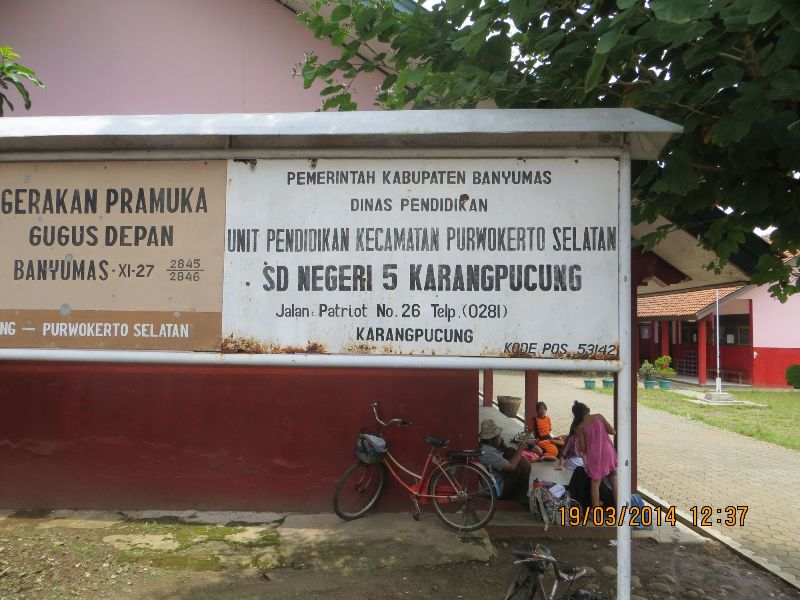 GERAKAN PRAMUKA
GUGUS DEPAN
BANYUMAS - XI-27 2845
2846
NG — PURWOKERTO SELATAN
PEMERINTAH KABUPATEN BANYUMAS
DINAS PENDIDIKAN
UNIT PENDIDIKAN KECAMATAN PURWOKERTO SELATAN
SD NEGERI 5 KARANGPUCUNG
Jalan: Patriot No. 26 Telp. (0281)
KARANGPUCUNG
KODE POS 53142
19/03/2014 12:37